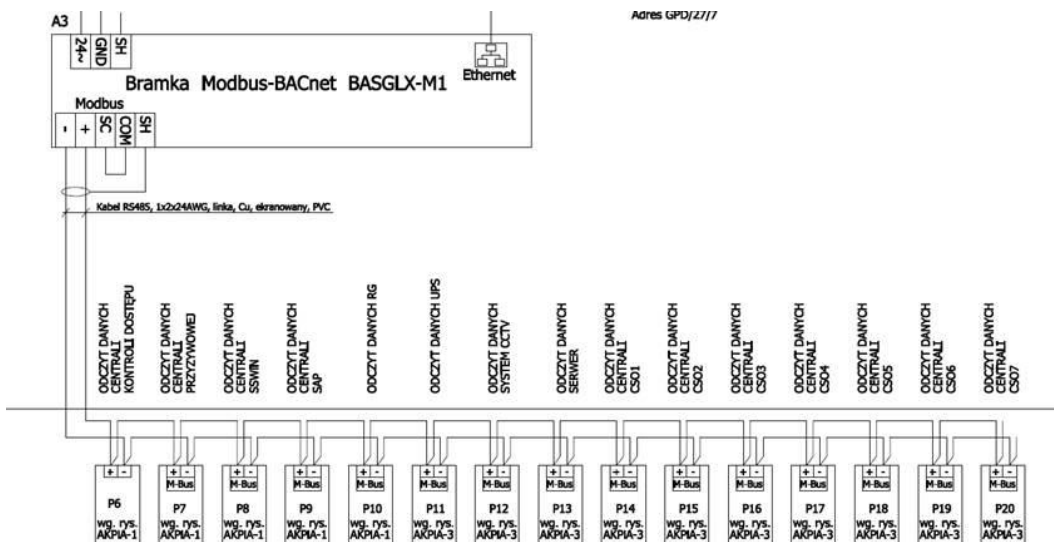 Adres GPD/27/7
A3
24~
GND
SH
Ethernet
Bramka Modbus-BACnet BASGLX-M1
Modbus
-
+
SC
COM
SH
Kabel RS485, 1x2x24AWG, linka, Cu, ekranowany, PVC
ODCZYT DANYCH
CENTRALI
KONTROLI DOSTĘPU
ODCZYT DANYCH
CENTRALI
PRZYZYWOWEJ
ODCZYT DANYCH
CENTRALI
SSWIN
ODCZYT DANYCH
CENTRALI
SAP
ODCZYT DANYCH RG
ODCZYT DANYCH UPS
ODCZYT DANYCH
SYSTEM CCTV
ODCZYT DANYCH
SERWER
ODCZYT DANYCH
CENTRALI
CSO1
ODCZYT DANYCH
CENTRALI
CSO2
ODCZYT DANYCH
CENTRALI
CSO3
ODCZYT DANYCH
CENTRALI
CSO4
ODCZYT DANYCH
CENTRALI
CSO5
ODCZYT DANYCH
CENTRALI
CSO6
ODCZYT DANYCH
CENTRALI
CSO7
+ -
P6
wg. rys.
AKPIA-1
+ -
M-Bus
P7
wg. rys.
AKPIA-1
+ -
M-Bus
P8
wg. rys.
AKPIA-1
+ -
M-Bus
P9
wg. rys.
AKPIA-1
+ -
M-Bus
P10
wg. rys.
AKPIA-1
+ -
M-Bus
P11
wg. rys.
AKPIA-3
+ -
M-Bus
P12
wg. rys.
AKPIA-3
+ -
M-Bus
P13
wg. rys.
AKPIA-3
+ -
M-Bus
P14
wg. rys.
AKPIA-3
+ -
M-Bus
P15
wg. rys.
AKPIA-3
+ -
M-Bus
P16
wg. rys.
AKPIA-3
+ -
M-Bus
P17
wg. rys.
AKPIA-3
+ -
M-Bus
P18
wg. rys.
AKPIA-3
+ -
M-Bus
P19
wg. rys.
AKPIA-3
+ -
M-Bus
P20
wg. rys.
AKPIA-3